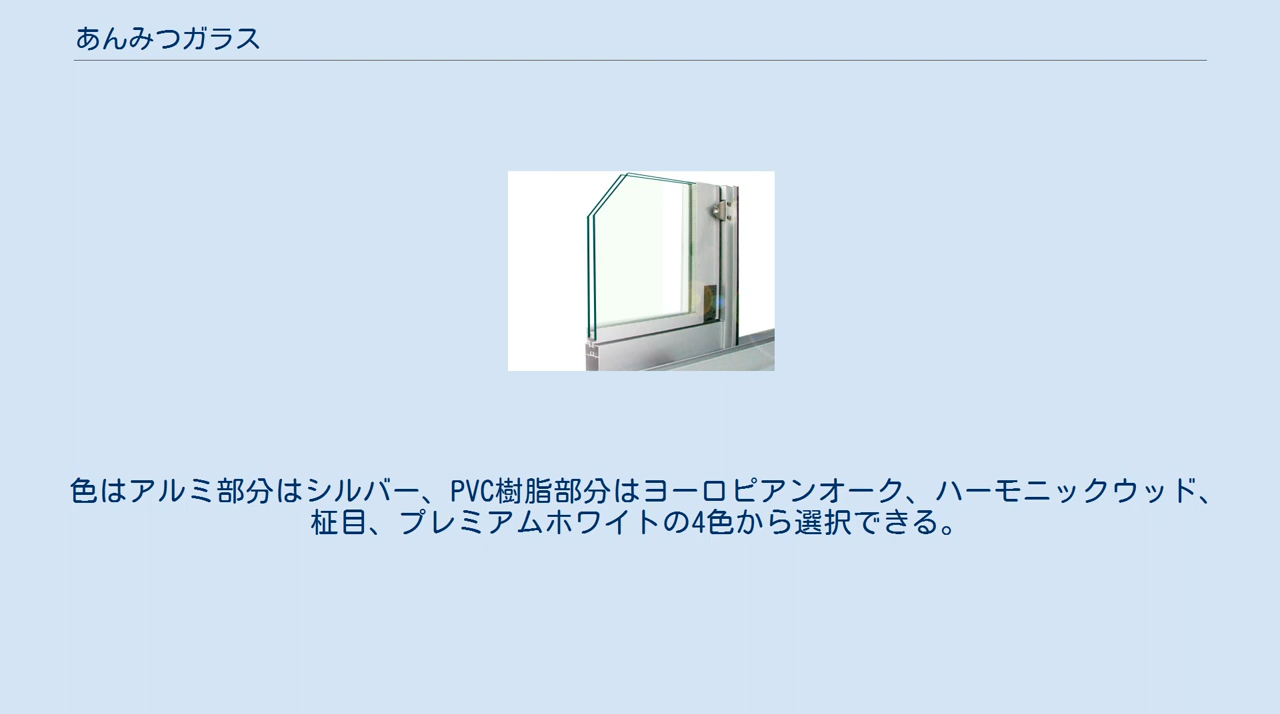 あんみつガラス
色はアルミ部分はシルバー、PVC樹脂部分はヨーロピアンオーク、ハーモニックウッド、
柾目、プレミアムホワイトの4色から選択できる。